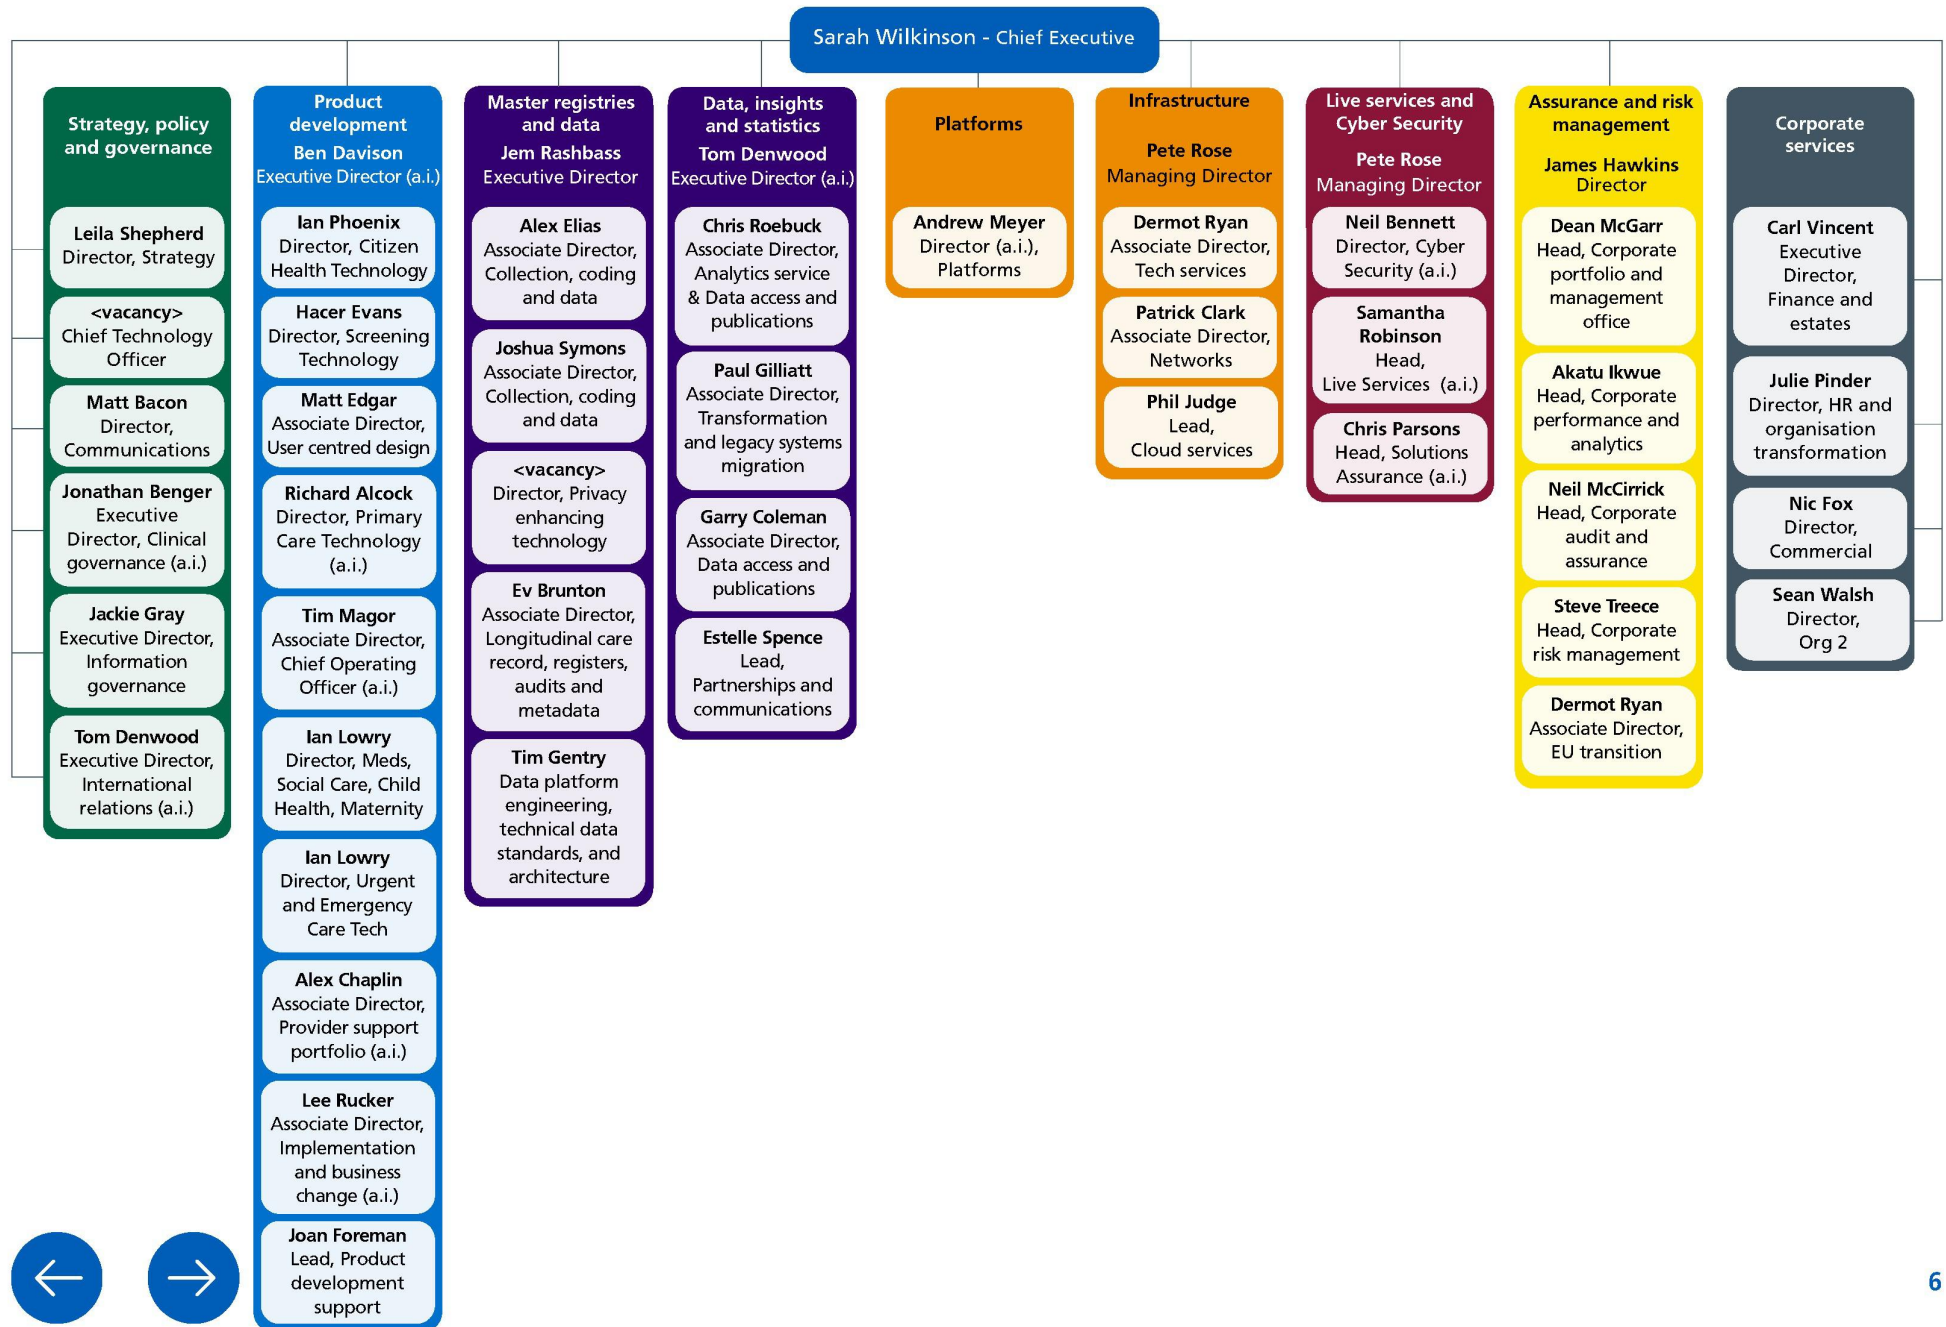 Sarah Wilkinson - Chief Executive
Strategy, policy
and governance
Leila Shepherd
Director, Strategy
<vacancy>
Chief Technology
Officer
Matt Bacon
Director,
Communications
Jonathan Benger
Executive
Director, Clinical
governance (a.i.)
Jackie Gray
Executive Director,
Information
governance
Tom Denwood
Executive Director,
International
relations (a.i.)
Product
development
Ben Davison
Executive Director (a.i.)
Ian Phoenix
Director, Citizen
Health Technology
Hacer Evans
Director, Screening
Technology
Matt Edgar
Associate Director,
User centred design
Richard Alcock
Director, Primary
Care Technology
(a.i.)
Tim Magor
Associate Director,
Chief Operating
Officer (a.i.)
Ian Lowry
Director, Meds,
Social Care, Child
Health, Maternity
Ian Lowry
Director, Urgent
and Emergency
Care Tech
Alex Chaplin
Associate Director,
Provider support
portfolio (a.i.)
Lee Rucker
Associate Director,
Implementation
and business
change (a.i.)
Joan Foreman
Lead, Product
development
support
Master registries
and data
Jem Rashbass
Executive Director
Alex Elias
Associate Director,
Collection, coding
and data
Joshua Symons
Associate Director,
Collection, coding
and data
<vacancy>
Director, Privacy
enhancing
technology
Ev Brunton
Associate Director,
Longitudinal care
record, registers,
audits and
metadata
Tim Gentry
Data platform
engineering,
technical data
standards, and
architecture
Data, insights
and statistics
Tom Denwood
Executive Director (a.i.)
Chris Roebuck
Associate Director,
Analytics service
& Data access and
publications
Paul Gilliatt
Associate Director,
Transformation
and legacy systems
migration
Garry Coleman
Associate Director,
Data access and
publications
Estelle Spence
Lead,
Partnerships and
communications
Platforms
Andrew Meyer
Director (a.i.),
Platforms
Infrastructure
Pete Rose
Managing Director
Dermot Ryan
Associate Director,
Tech services
Patrick Clark
Associate Director,
Networks
Phil Judge
Lead,
Cloud services
Live services and
Cyber Security
Pete Rose
Managing Director
Neil Bennett
Director, Cyber
Security (a.i.)
Samantha
Robinson
Head,
Live Services (a.i.)
Chris Parsons
Head, Solutions
Assurance (a.i.)
Assurance and risk
management
James Hawkins
Director
Dean McGarr
Head, Corporate
portfolio and
management
office
Akatu Ikwue
Head, Corporate
performance and
analytics
Neil McCirrick
Head, Corporate
audit and
assurance
Steve Treece
Head, Corporate
risk management
Dermot Ryan
Associate Director,
EU transition
Corporate
services
Carl Vincent
Executive
Director,
Finance and
estates
Julie Pinder
Director, HR and
organisation
transformation
Nic Fox
Director,
Commercial
Sean Walsh
Director,
Org 2
6